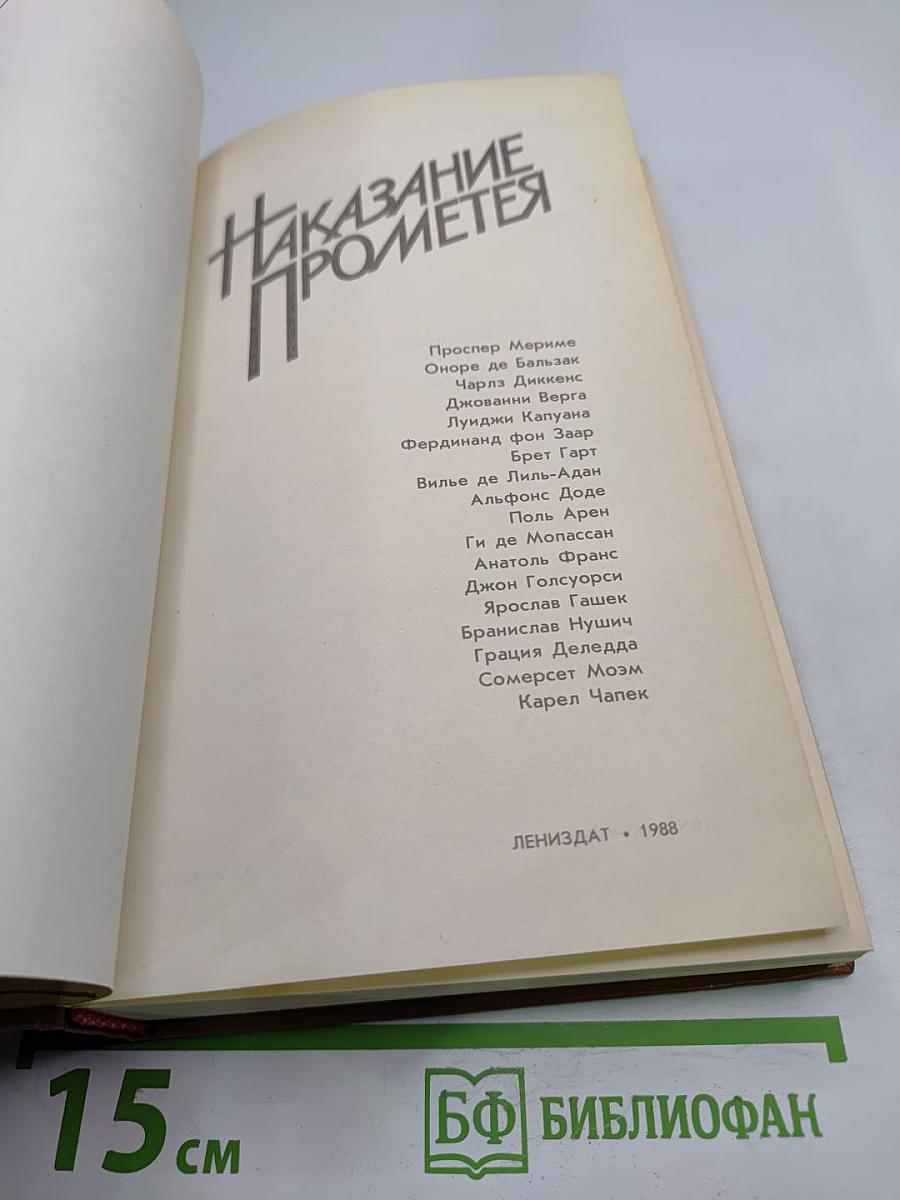 НАКАЗАНИЕ
ПРОМЕТЕЯ
Проспер Мериме
Оноре де Бальзак
Чарлз Диккенс
Джованни Верга
Луиджи Капуана
Фердинанд фон Заар
Брет Гарт
Вилье де Лиль-Адан
Альфонс Доде
Поль Арен
Ги де Мопассан
Анатоль Франс
Джон Голсуорси
Ярослав Гашек
Бранислав Нушич
Грация Деледда
Сомерсет Моэм
Карел Чапек
ЛЕНИЗДАТ • 1988
15 см
БФ БИБЛИОФАН